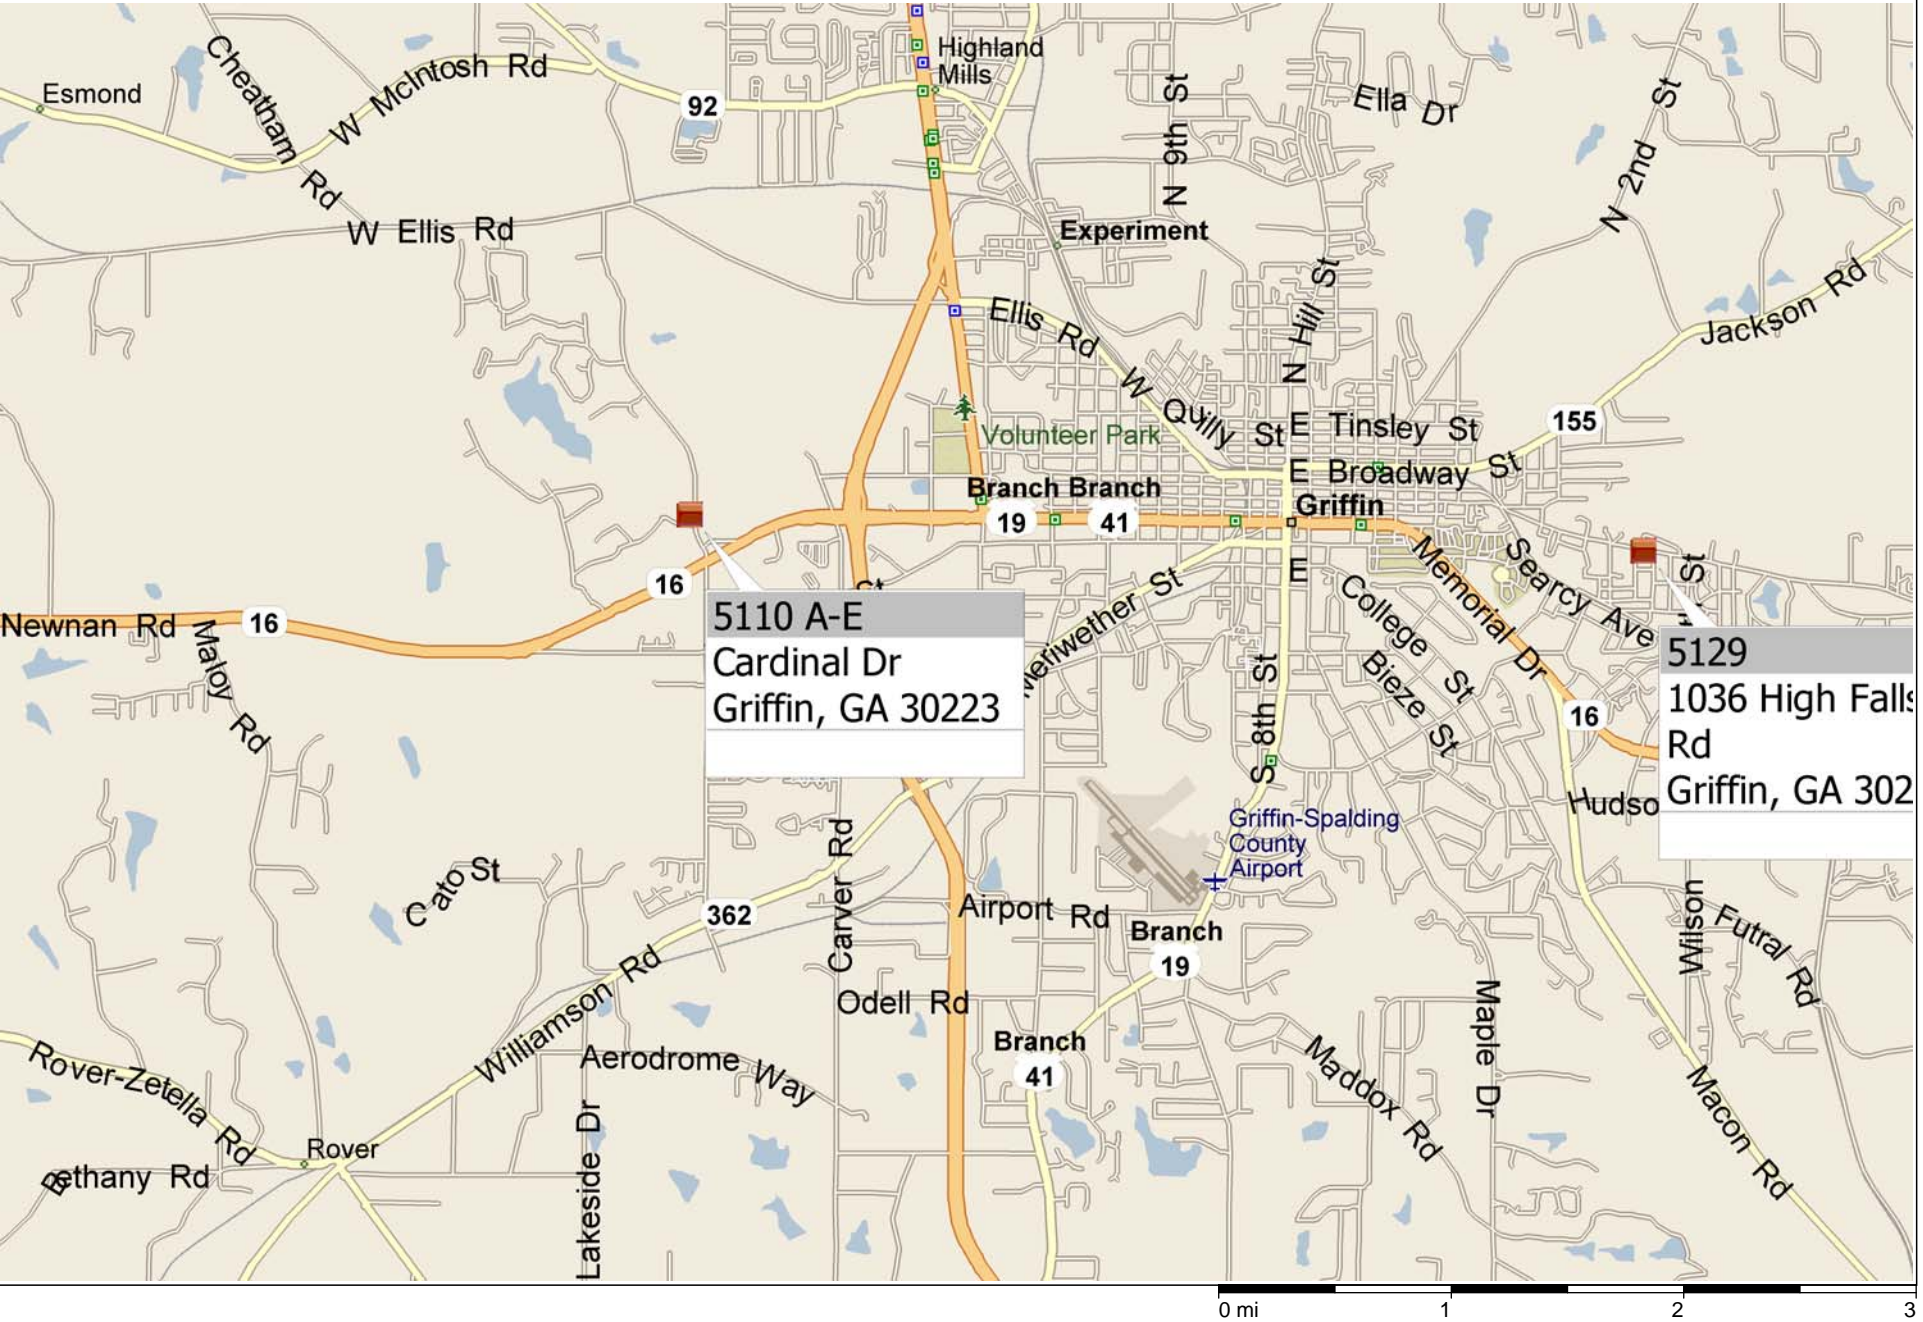 Highland
Mills
Esmond
Cheatham Rd
W McIntosh Rd
92
N 9th St
Ella Dr
N 2nd St
W Ellis Rd
Experiment
N Hill St
Jackson Rd
Ellis Rd
W Quilly St
E Tinsley St
155
Volunteer Park
E Broadway St
Branch Branch
19
41
Griffin
E
16
16
Newnan Rd
Maloy Rd
Ct
Meriwether St
College St
Memorial Dr
Searcy Ave
St
Bieze St
S 8th St
5110 A-E
Cardinal Dr
Griffin, GA 30223
5129
1036 High Falls
Rd
Griffin, GA 302
16
Hudso
Griffin-Spalding
County
Airport
Cato St
Carver Rd
362
Airport Rd
Branch
19
Wilson
Futral Rd
Williamson Rd
Odell Rd
Maple Dr
Branch
41
Rover-Zetella Rd
Aerodrome Way
Maddox Rd
Macon Rd
Rover
Bethany Rd
Lakeside Dr
0 mi
1
2
3